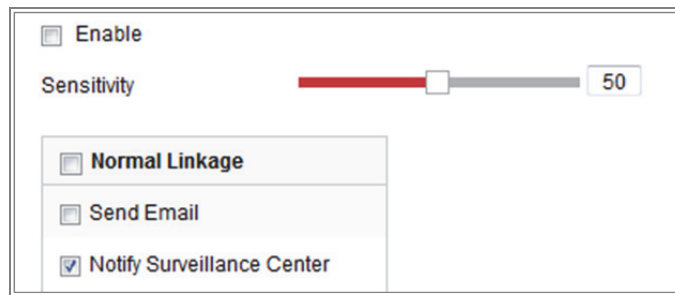 Enable
Sensitivity 50
Normal Linkage
Send Email
Notify Surveillance Center